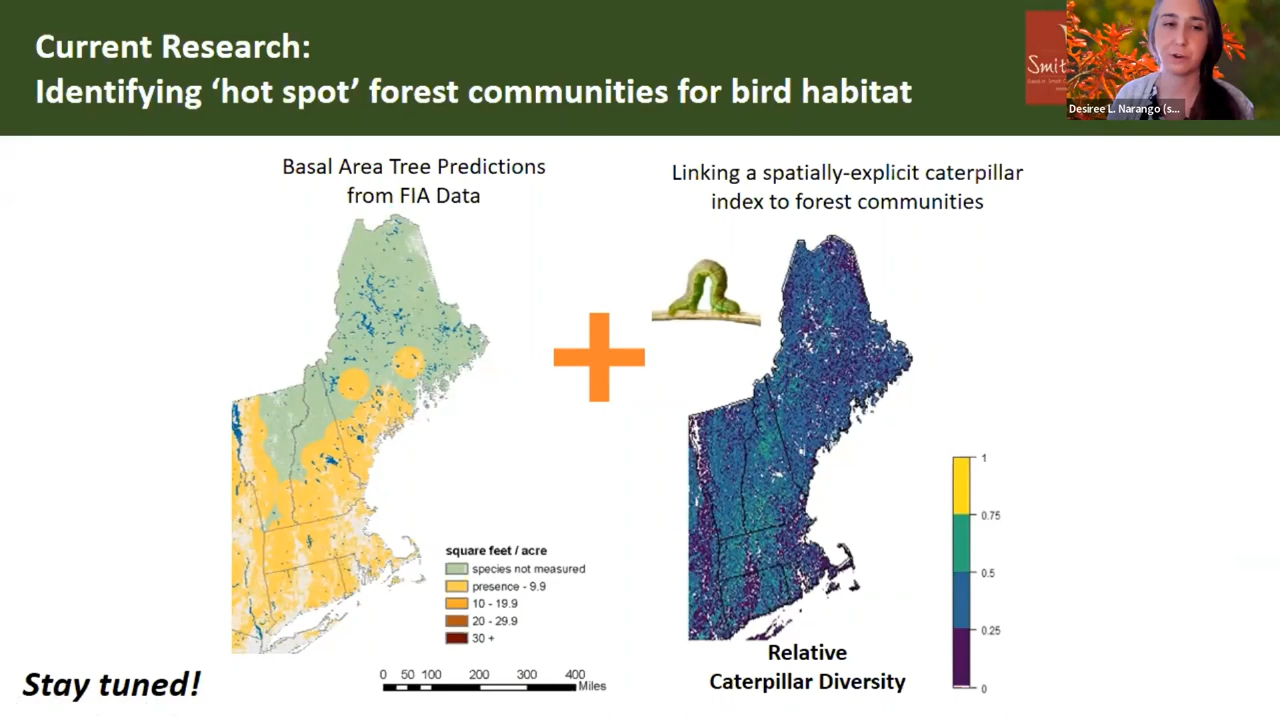 Current Research:
Identifying ‘hot spot’ forest communities for bird habitat
Smit
Desiree L. Narango (s...
Basal Area Tree Predictions
from FIA Data
Linking a spatially-explicit caterpillar
index to forest communities
square feet / acre
species not measured
presence - 9.9
10 - 19.9
20 - 29.9
30 +
0 50 100 200 300 400
Miles
1
0.75
0.5
0.25
0
Relative
Caterpillar Diversity
Stay tuned!